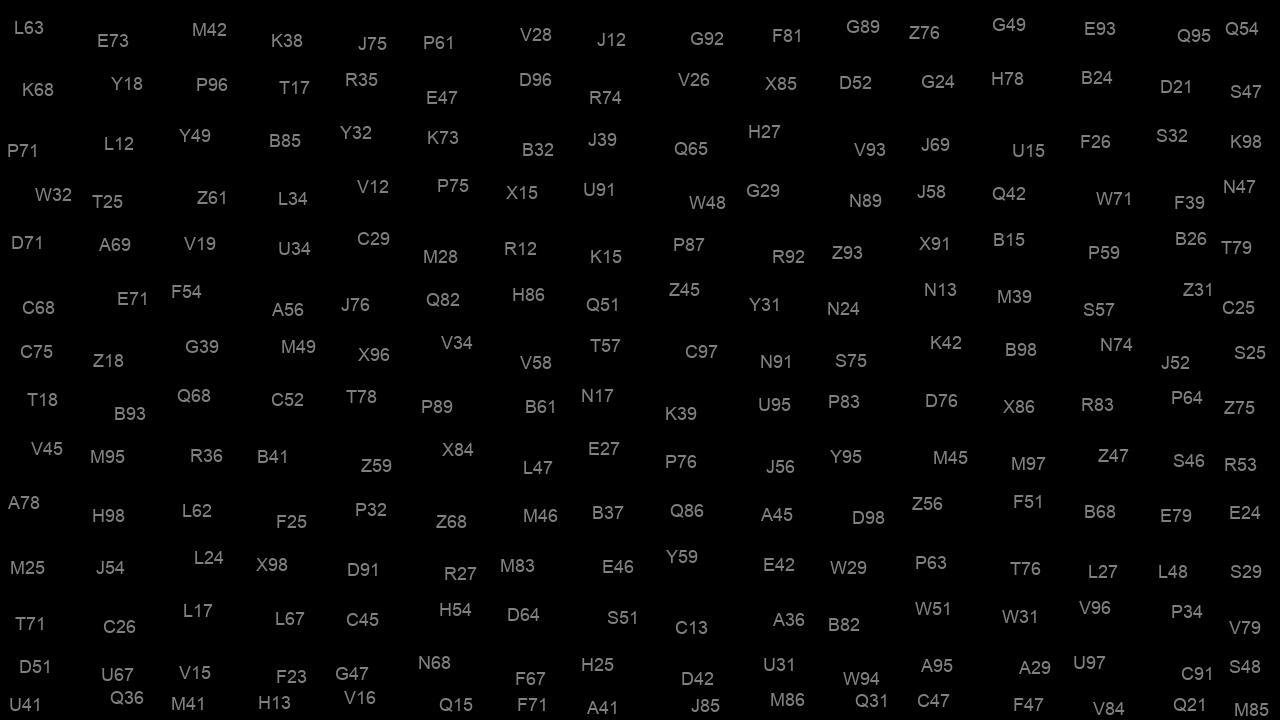 L63 E73 M42 K38 J75 P61 V28 J12 G92 F81 G89 Z76 G49 E93 Q95 Q54
K68 Y18 P96 T17 R35 E47 D96 R74 V26 X85 D52 G24 H78 B24 D21 S47
P71 L12 Y49 B85 Y32 K73 B32 J39 Q65 H27 V93 J69 U15 F26 S32 K98
W32 T25 Z61 L34 V12 P75 X15 U91 W48 G29 N89 J58 Q42 W71 F39 N47
D71 A69 V19 U34 C29 M28 R12 K15 P87 R92 Z93 X91 B15 P59 B26 T79
C68 E71 F54 A56 J76 Q82 H86 Q51 Z45 Y31 N24 N13 M39 S57 Z31 C25
C75 Z18 G39 M49 X96 V34 V58 T57 C97 N91 S75 K42 B98 N74 J52 S25
T18 B93 Q68 C52 T78 P89 B61 N17 K39 U95 P83 D76 X86 R83 P64 Z75
V45 M95 R36 B41 Z59 X84 L47 E27 P76 J56 Y95 M45 M97 Z47 S46 R53
A78 H98 L62 F25 P32 Z68 M46 B37 Q86 A45 D98 Z56 F51 B68 E79 E24
M25 J54 L24 X98 D91 R27 M83 E46 Y59 E42 W29 P63 T76 L27 L48 S29
T71 C26 L17 L67 C45 H54 D64 S51 C13 A36 B82 W51 W31 V96 P34 V79
D51 U67 V15 F23 G47 N68 F67 H25 D42 U31 W94 A95 A29 U97 C91 S48
U41 Q36 M41 H13 V16 Q15 F71 A41 J85 M86 Q31 C47 F47 V84 Q21 M85